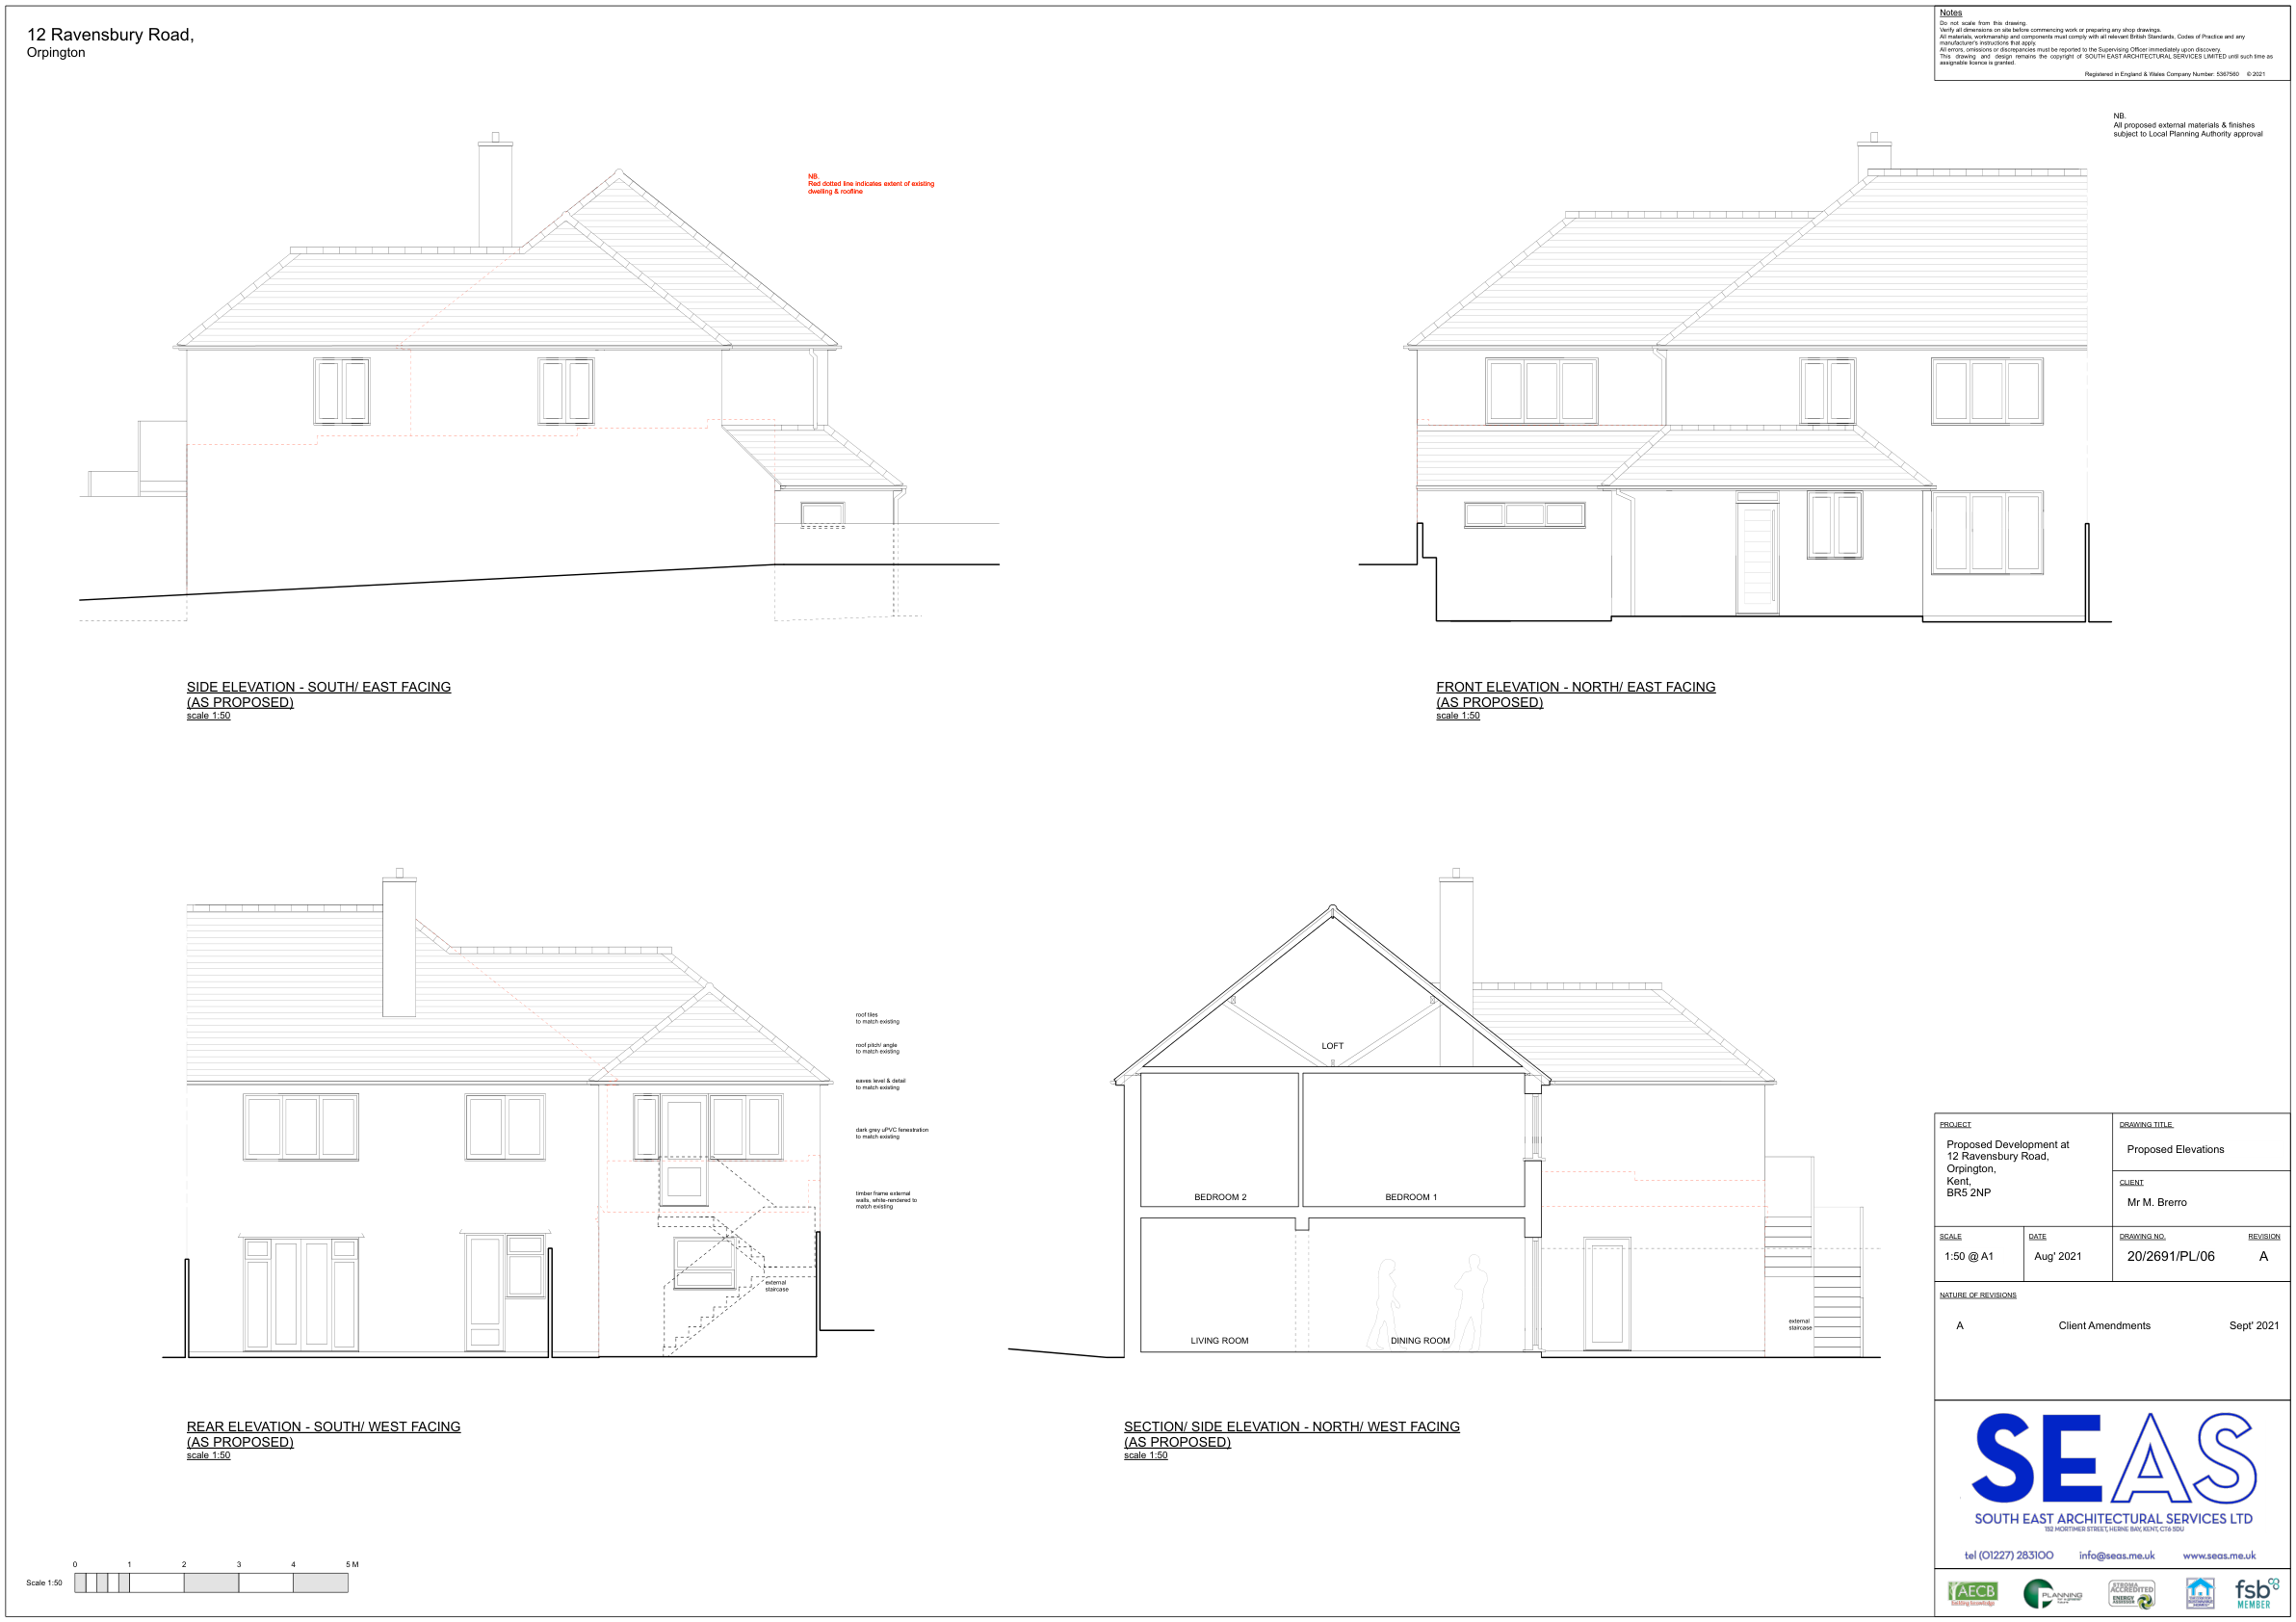 12 Ravensbury Road,
Orpington
Notes
Do not scale from this drawing.
Verify all dimensions on site before commencing work or preparing any shop drawings.
All materials, workmanship and components must comply with all relevant British Standards, Codes of Practice and any
manufacturer's instructions that apply.
All errors, omissions or discrepancies must be reported to the Supervising Officer immediately upon discovery.
This drawing and design remains the copyright of SOUTH EAST ARCHITECTURAL SERVICES LIMITED until such time as
assignable licence is granted.
Registered in England & Wales Company Number: 5367560 © 2021
NB.
All proposed external materials & finishes
subject to Local Planning Authority approval
NB.
Red dotted line indicates extent of existing
dwelling & roofline
SIDE ELEVATION - SOUTH/ EAST FACING
(AS PROPOSED)
scale 1:50
FRONT ELEVATION - NORTH/ EAST FACING
(AS PROPOSED)
scale 1:50
roof tiles
to match existing
roof pitch/ angle
to match existing
eaves level & detail
to match existing
dark grey uPVC fenestration
to match existing
timber frame external
walls, white-rendered to
match existing
external
staircase
LOFT
BEDROOM 2
BEDROOM 1
LIVING ROOM
DINING ROOM
external
staircase
REAR ELEVATION - SOUTH/ WEST FACING
(AS PROPOSED)
scale 1:50
SECTION/ SIDE ELEVATION - NORTH/ WEST FACING
(AS PROPOSED)
scale 1:50
Scale 1:50
0 1 2 3 4 5 M
PROJECT
Proposed Development at
12 Ravensbury Road,
Orpington,
Kent,
BR5 2NP
DRAWING TITLE
Proposed Elevations
CLIENT
Mr M. Brerro
SCALE
1:50 @ A1
DATE
Aug' 2021
DRAWING NO.
20/2691/PL/06
REVISION
A
NATURE OF REVISIONS
A Client Amendments Sept' 2021
SEAS
SOUTH EAST ARCHITECTURAL SERVICES LTD
152 MORTIMER STREET, HERNE BAY, KENT, CT6 5DU
tel (01227) 283100 info@seas.me.uk www.seas.me.uk
AECB
building knowledge
PLANNING
STROMA
ACCREDITED
ENERGY
ASSESSOR
fsb
MEMBER